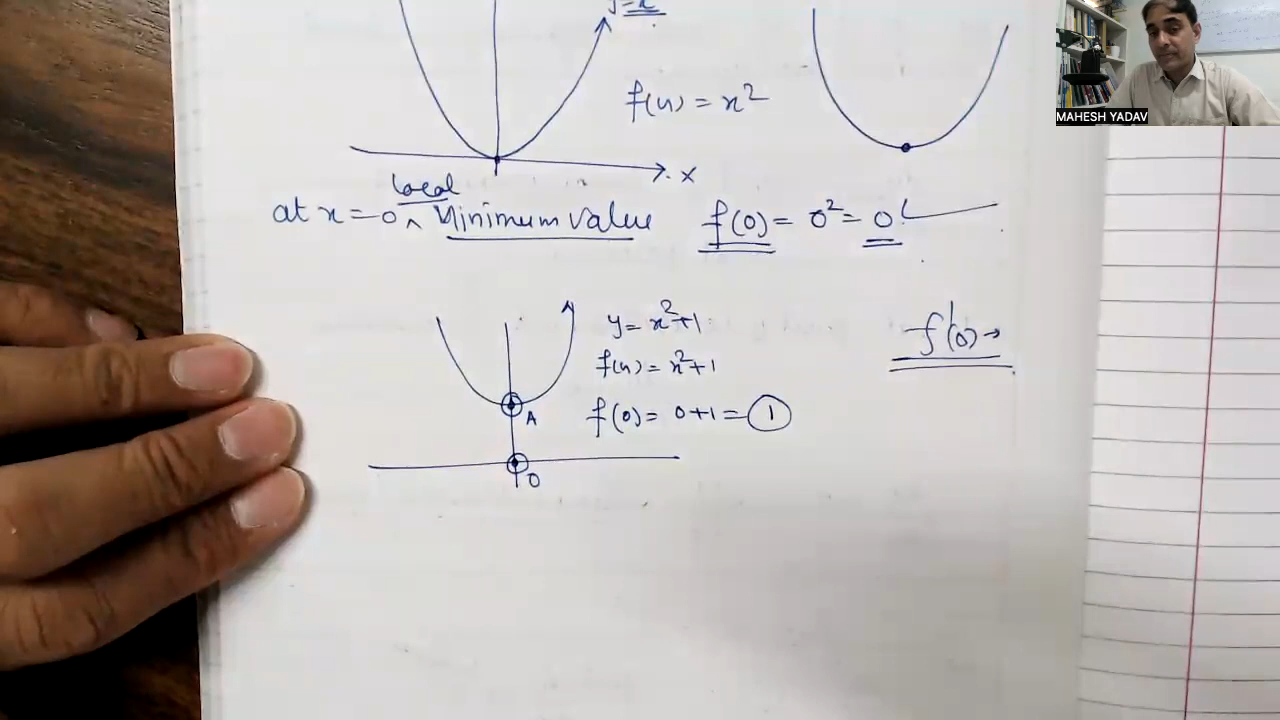 f(x) = x²
x
local
at x = 0 ^ Minimum value f(0) = 0² = 0
y = x²+1
f(x) = x²+1
f'(0) →
A
f(0) = 0+1 = 1
O
MAHESH YADAV